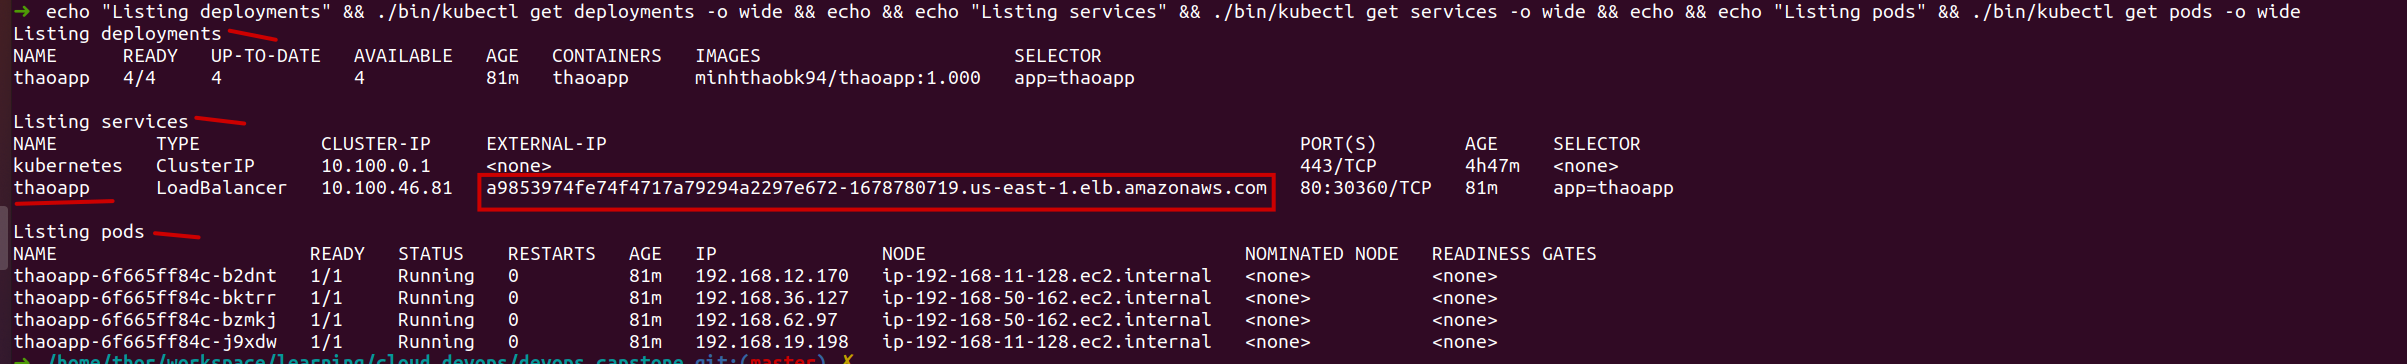 ➜ echo "Listing deployments" && ./bin/kubectl get deployments -o wide && echo && echo "Listing services" && ./bin/kubectl get services -o wide && echo && echo "Listing pods" && ./bin/kubectl get pods -o wide
Listing deployments
NAME READY UP-TO-DATE AVAILABLE AGE CONTAINERS IMAGES SELECTOR
thaoapp 4/4 4 4 81m thaoapp minhthaobk94/thaoapp:1.000 app=thaoapp
Listing services
NAME TYPE CLUSTER-IP EXTERNAL-IP PORT(S) AGE SELECTOR
kubernetes ClusterIP 10.100.0.1 <none> 443/TCP 4h47m <none>
thaoapp LoadBalancer 10.100.46.81 a9853974fe74f4717a79294a2297e672-1678780719.us-east-1.elb.amazonaws.com 80:30360/TCP 81m app=thaoapp
Listing pods
NAME READY STATUS RESTARTS AGE IP NODE NOMINATED NODE READINESS GATES
thaoapp-6f665ff84c-b2dnt 1/1 Running 0 81m 192.168.12.170 ip-192-168-11-128.ec2.internal <none> <none>
thaoapp-6f665ff84c-bktrr 1/1 Running 0 81m 192.168.36.127 ip-192-168-50-162.ec2.internal <none> <none>
thaoapp-6f665ff84c-bzmkj 1/1 Running 0 81m 192.168.62.97 ip-192-168-50-162.ec2.internal <none> <none>
thaoapp-6f665ff84c-j9xdw 1/1 Running 0 81m 192.168.19.198 ip-192-168-11-128.ec2.internal <none> <none>
➜ /home/thor/workspace/learning/cloud_devops/devops_capstone git:(master) ✗